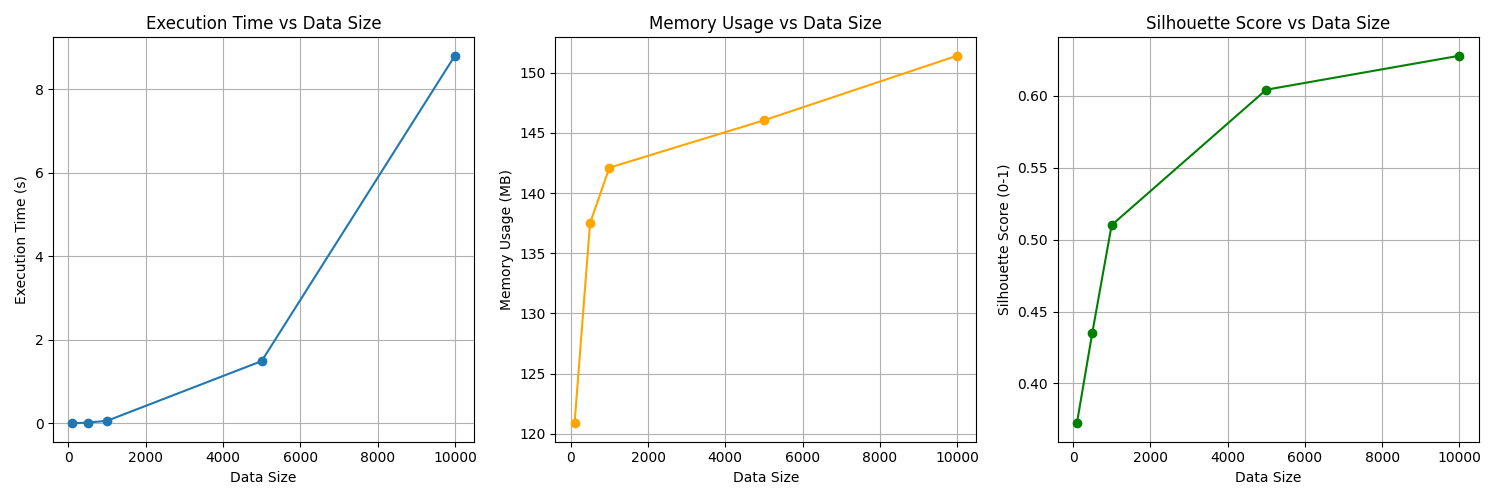 Execution Time vs Data Size
Execution Time (s)
8
6
4
2
0
0 2000 4000 6000 8000 10000
Data Size
Memory Usage vs Data Size
Memory Usage (MB)
150
145
140
135
130
125
120
0 2000 4000 6000 8000 10000
Data Size
Silhouette Score vs Data Size
Silhouette Score (0-1)
0.60
0.55
0.50
0.45
0.40
0 2000 4000 6000 8000 10000
Data Size